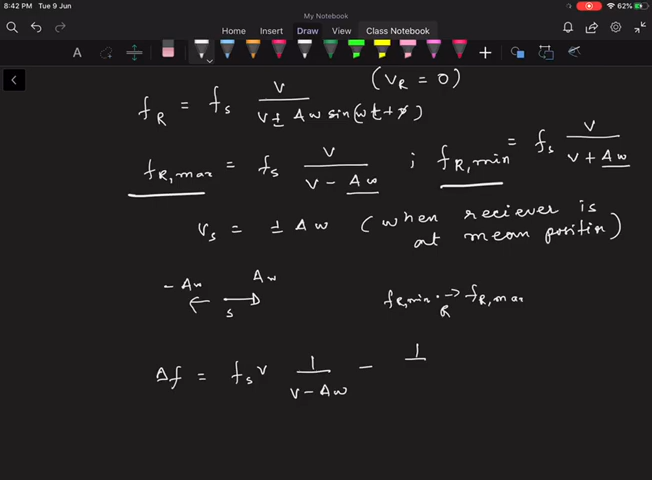 8:42 PM Tue 9 Jun
62%
My Notebook
Home Insert Draw View Class Notebook
A
f_R = f_s V / (V ± Aω sin(ωt + φ)) (V_R = 0)
f_R,max = f_s V / (V - Aω) ; f_R,min = f_s V / (V + Aω)
V_s = ± Aω (when reciever is
at mean position)
- Aω Aω
S
f_R,min → f_R,max
R
Δf = f_s V 1 / (V - Aω) - 1